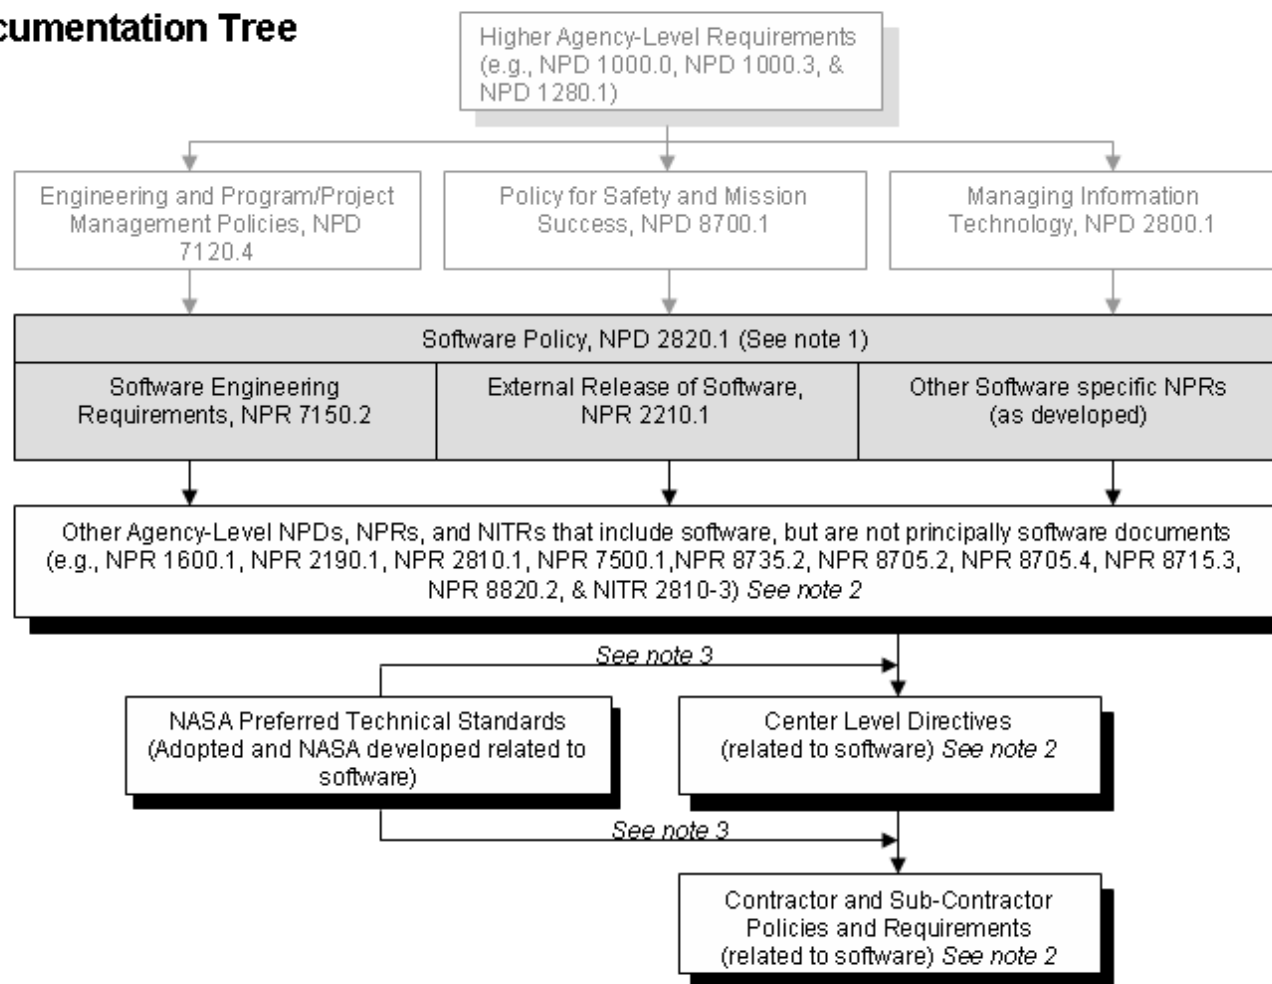 cumentation Tree
Higher Agency-Level Requirements
(e.g., NPD 1000.0, NPD 1000.3, &
NPD 1280.1)
Engineering and Program/Project
Management Policies, NPD
7120.4
Policy for Safety and Mission
Success, NPD 8700.1
Managing Information
Technology, NPD 2800.1
Software Policy, NPD 2820.1 (See note 1)
Software Engineering
Requirements, NPR 7150.2
External Release of Software,
NPR 2210.1
Other Software specific NPRs
(as developed)
Other Agency-Level NPDs, NPRs, and NITRs that include software, but are not principally software documents
(e.g., NPR 1600.1, NPR 2190.1, NPR 2810.1, NPR 7500.1,NPR 8735.2, NPR 8705.2, NPR 8705.4, NPR 8715.3,
NPR 8820.2, & NITR 2810-3) See note 2
See note 3
NASA Preferred Technical Standards
(Adopted and NASA developed related to
software)
Center Level Directives
(related to software) See note 2
See note 3
Contractor and Sub-Contractor
Policies and Requirements
(related to software) See note 2